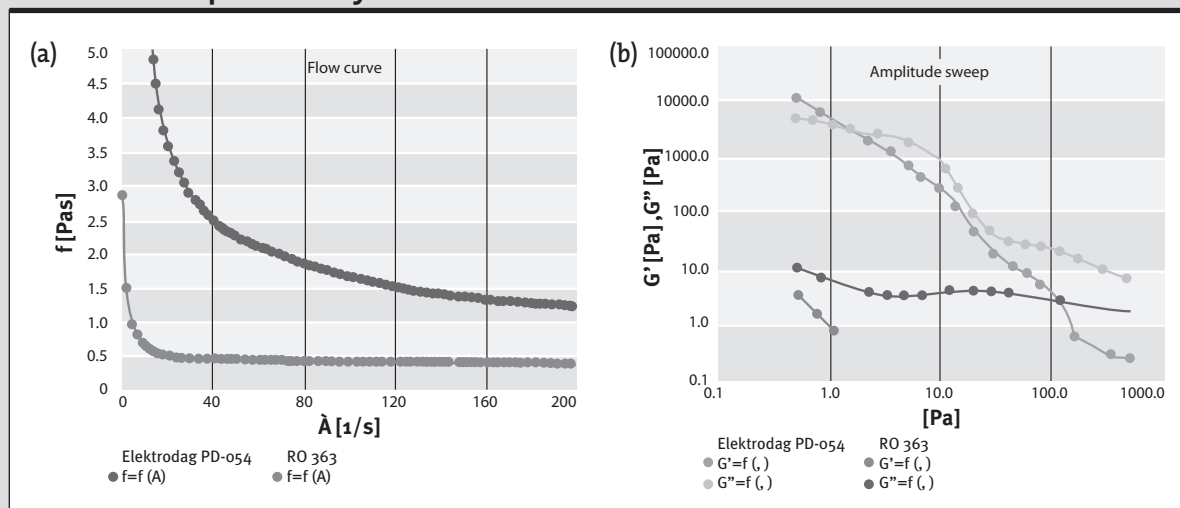 (a)
Flow curve
f [Pas]
5.0
4.5
4.0
3.5
3.0
2.5
2.0
1.5
1.0
0.5
0
0 40 80 120 160 200
À [1/s]
Elektrodag PD-054 RO 363
f=f (A) f=f (A)
(b)
Amplitude sweep
G' [Pa] ,G" [Pa]
100000.0
10000.0
1000.0
100.0
10.0
1.0
0.1
0.1 1.0 10.0 100.0 1000.0
[Pa]
Elektrodag PD-054 RO 363
G'=f (, ) G'=f (, )
G"=f (, ) G"=f (, )